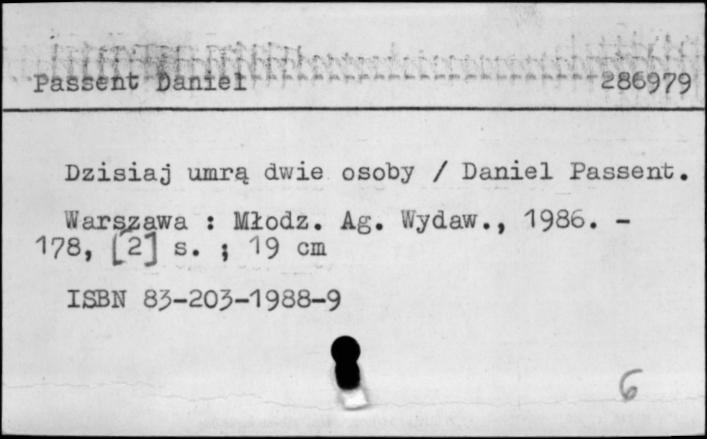 Passent Daniel 286979
Dzisiaj umrą dwie osoby / Daniel Passent.
Warszawa : Młodz. Ag. Wydaw., 1986. -
178, [2] s. ; 19 cm
ISBN 83-203-1988-9
6